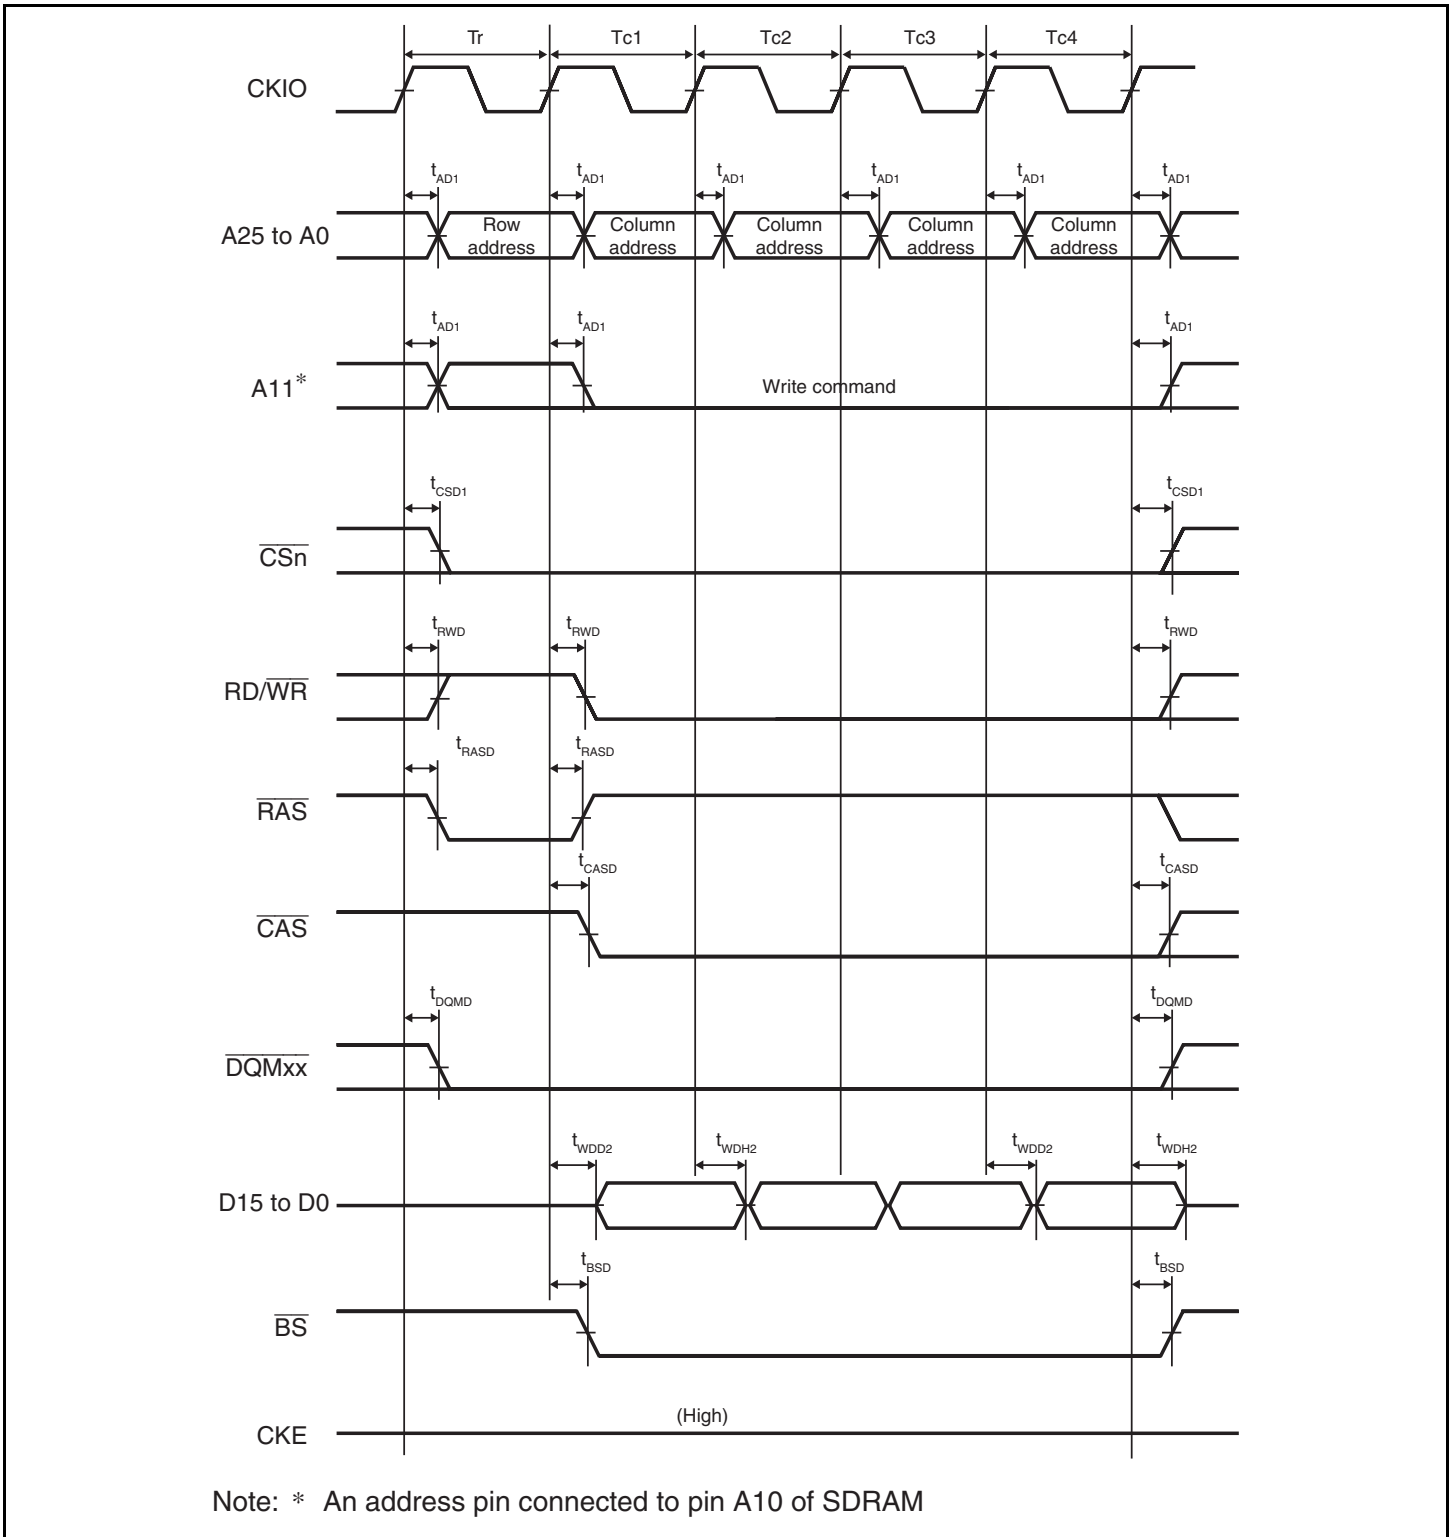 Tr Tc1 Tc2 Tc3 Tc4
CKIO
tAD1 tAD1 tAD1 tAD1 tAD1 tAD1
A25 to A0
Row address
Column address
Column address
Column address
Column address
tAD1 tAD1 tAD1
A11*
Write command
tCSD1 tCSD1
CSn
tRWD tRWD tRWD
RD/WR
tRASD tRASD
RAS
tCASD tCASD
CAS
tDQMD tDQMD
DQMxx
tWDD2 tWDH2 tWDD2 tWDH2
D15 to D0
tBSD tBSD
BS
(High)
CKE
Note: * An address pin connected to pin A10 of SDRAM